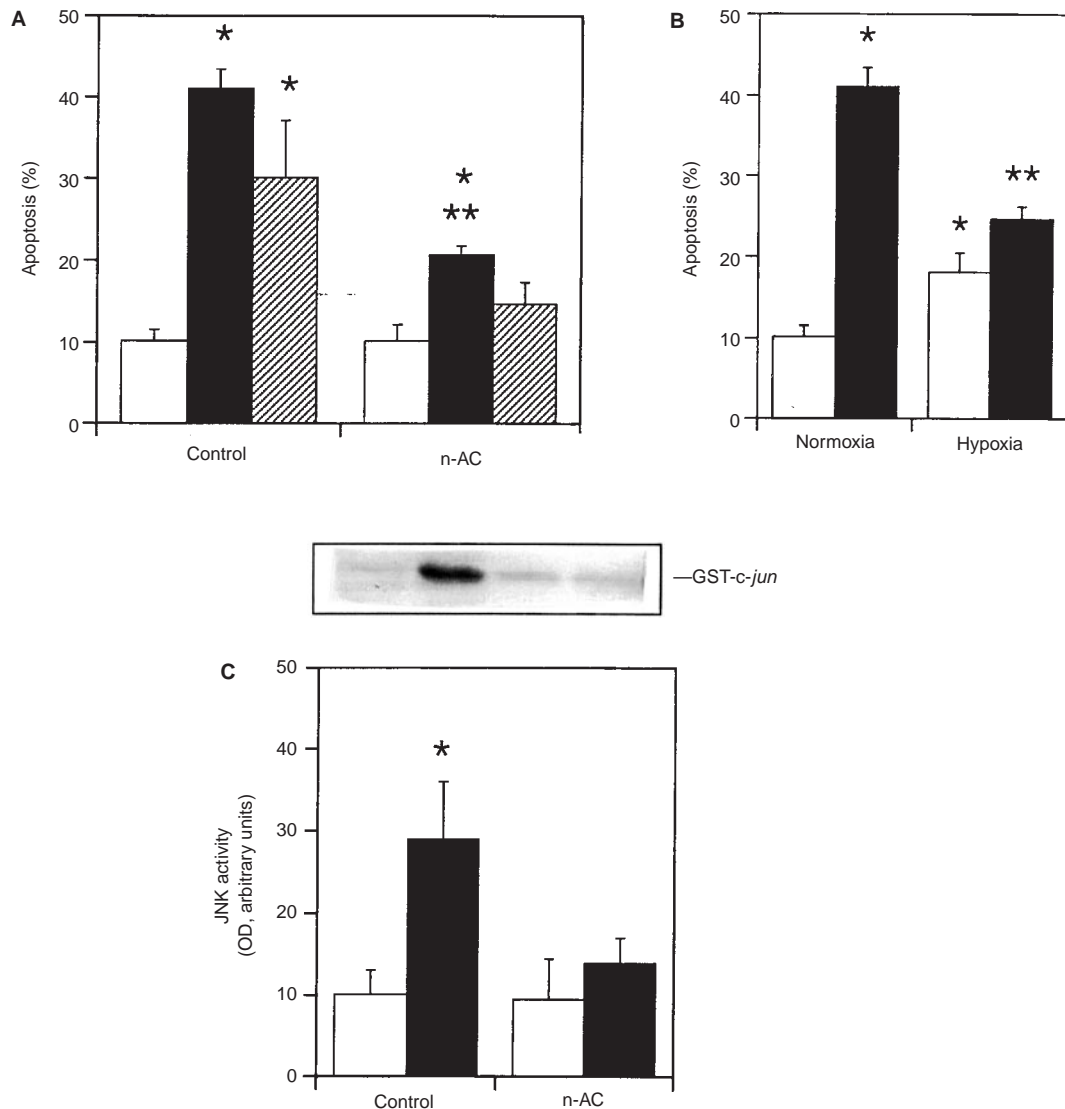 A
50
40
30
20
10
0
Apoptosis (%)
*
*
*
**
Control
n-AC
B
50
40
30
20
10
0
Apoptosis (%)
*
*
**
Normoxia
Hypoxia
—GST-c-jun
C
50
40
30
20
10
0
JNK activity
(OD, arbitrary units)
*
Control
n-AC